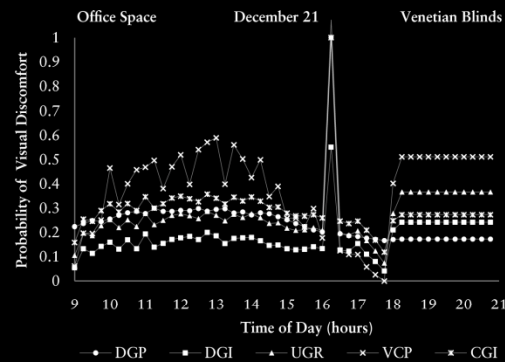 Office Space December 21 Venetian Blinds
Probability of Visual Discomfort
1
0.9
0.8
0.7
0.6
0.5
0.4
0.3
0.2
0.1
0
9 10 11 12 13 14 15 16 17 18 19 20 21
Time of Day (hours)
DGP DGI UGR VCP CGI